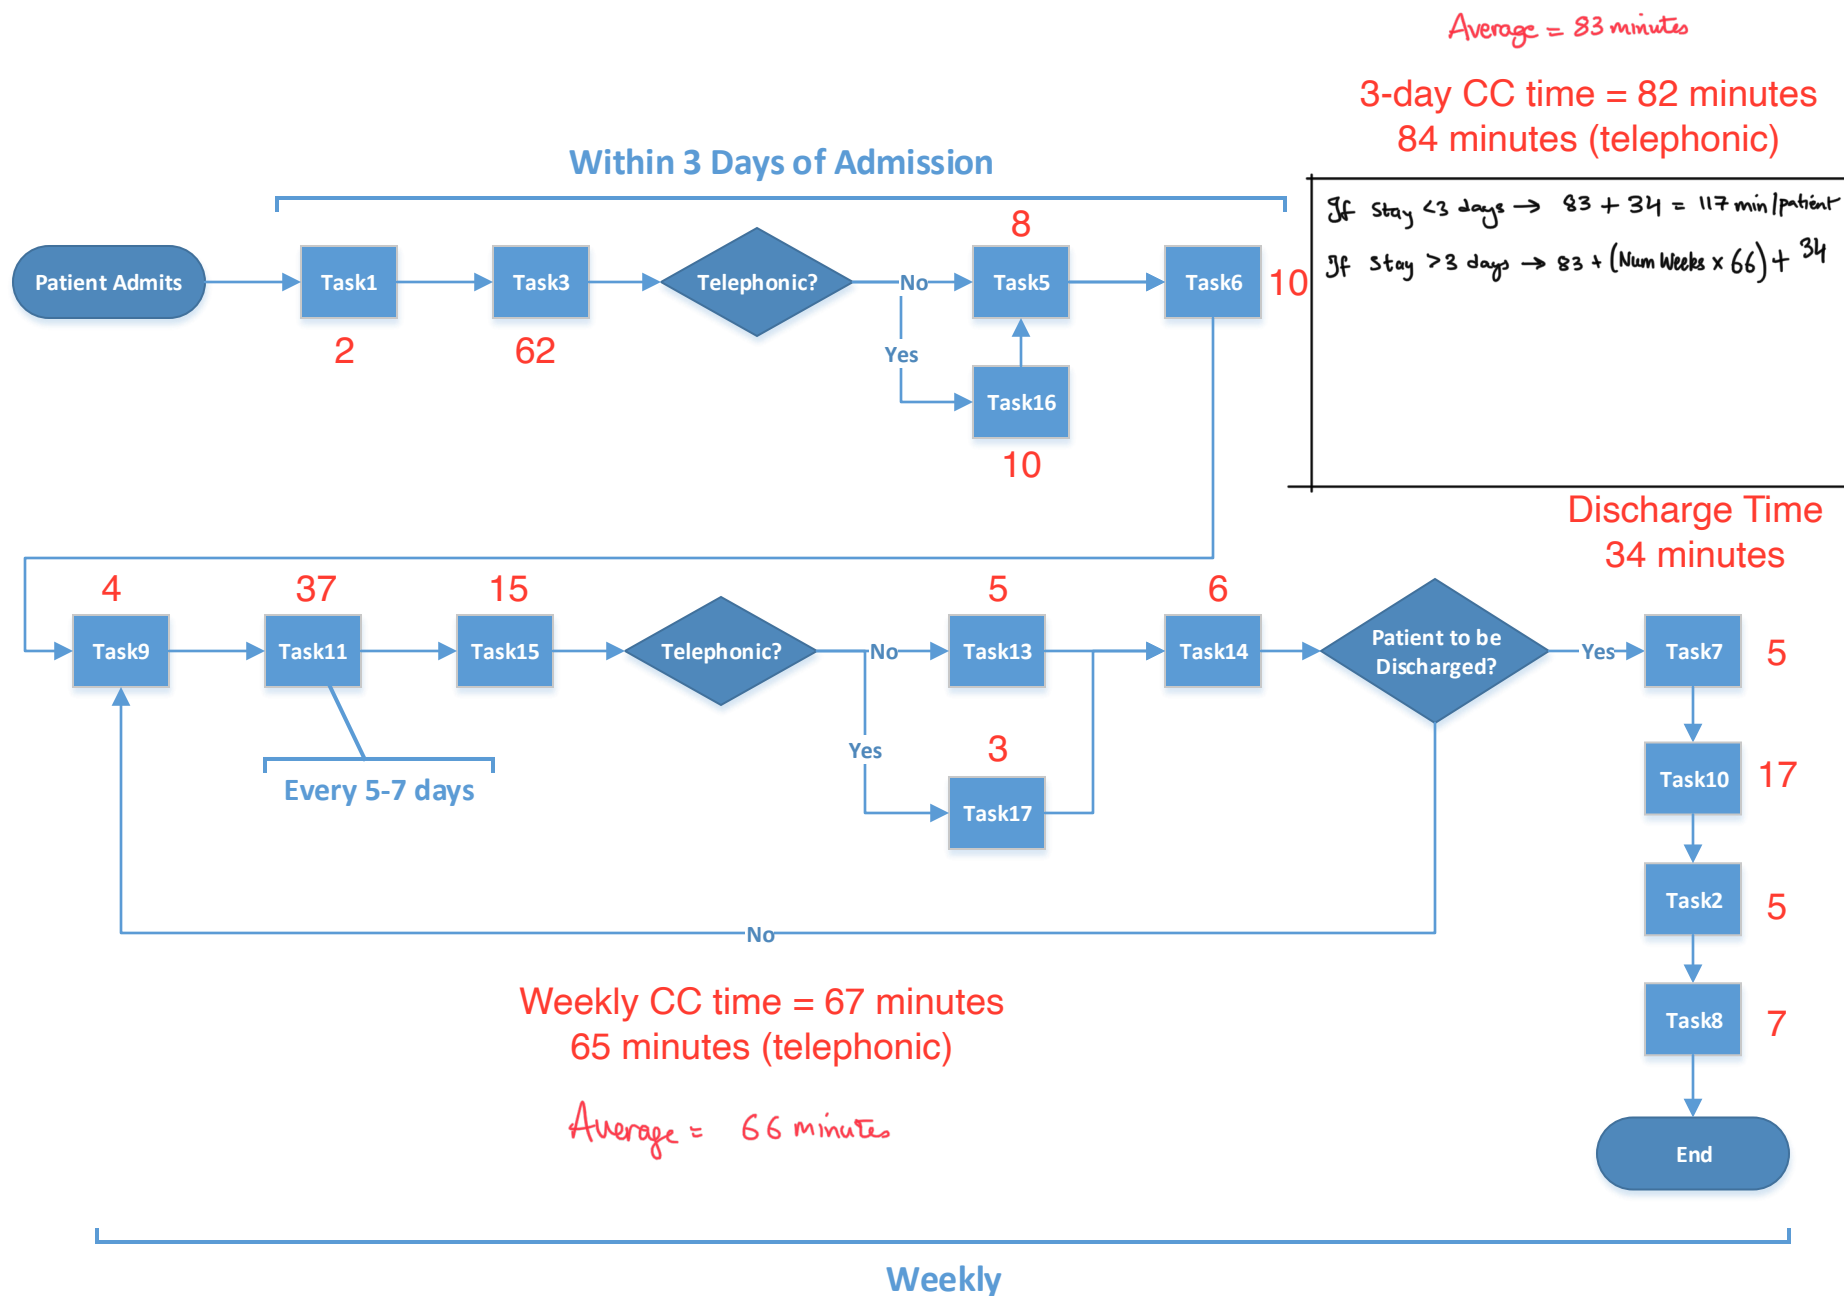 Average = 83 minutes
3-day CC time = 82 minutes
84 minutes (telephonic)
Within 3 Days of Admission
If Stay <3 days → 83 + 34 = 117 min/patient
If Stay >3 days → 83 + (Num Weeks x 66) + 34
8
Patient Admits
Task1
Task3
Telephonic?
No
Task5
Task6
10
2
62
Yes
Task16
10
Discharge Time
34 minutes
4
37
15
5
6
Task9
Task11
Task15
Telephonic?
No
Task13
Task14
Patient to be
Discharged?
Yes
Task7
5
Yes
3
Task17
Every 5-7 days
Task10
17
Task2
5
No
Weekly CC time = 67 minutes
65 minutes (telephonic)
Task8
7
Average = 66 minutes
End
Weekly